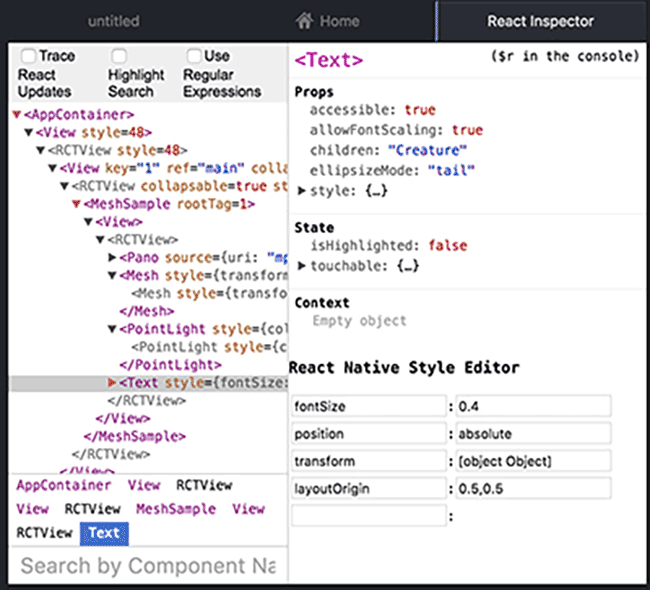 untitled
Home
React Inspector
Trace React Updates
Highlight Search
Use Regular Expressions
<AppContainer>
<View style=48>
<RCTView style=48>
<View key="1" ref="main" colla
<RCTView collapsable=true st
<MeshSample rootTag=1>
<View>
<RCTView>
<Pano source={uri: "mp
<Mesh style={transform
<Mesh style={transfo
</Mesh>
<PointLight style={col
<PointLight style={c
</PointLight>
<Text style={fontSize:
</RCTView>
</View>
</MeshSample>
</RCTView>
</View>
AppContainer View RCTView
View RCTView MeshSample View
RCTView Text
Search by Component Na
<Text>
($r in the console)
Props
accessible: true
allowFontScaling: true
children: "Creature"
ellipsizeMode: "tail"
style: {…}
State
isHighlighted: false
touchable: {…}
Context
Empty object
React Native Style Editor
fontSize : 0.4
position : absolute
transform : [object Object]
layoutOrigin : 0.5,0.5
: